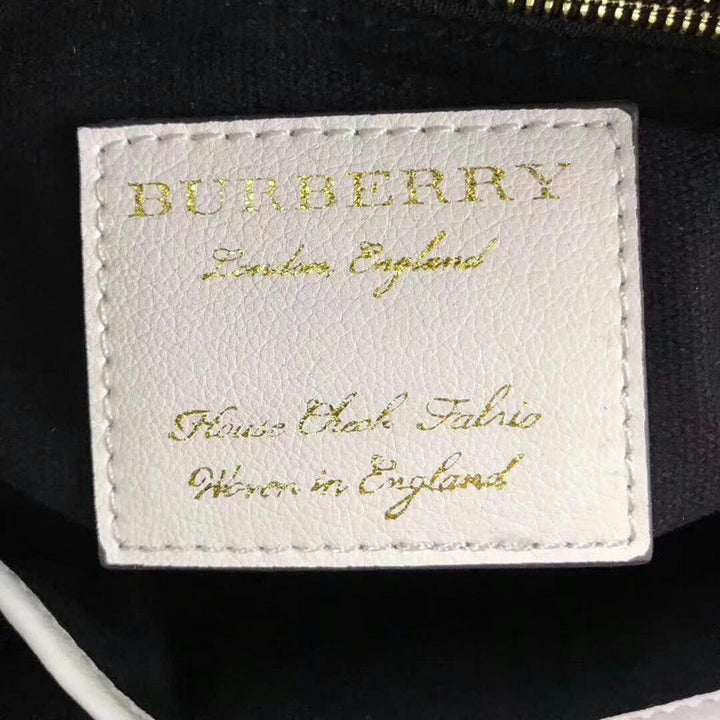 BURBERRY
London, England
House Check Fabric
Woven in England